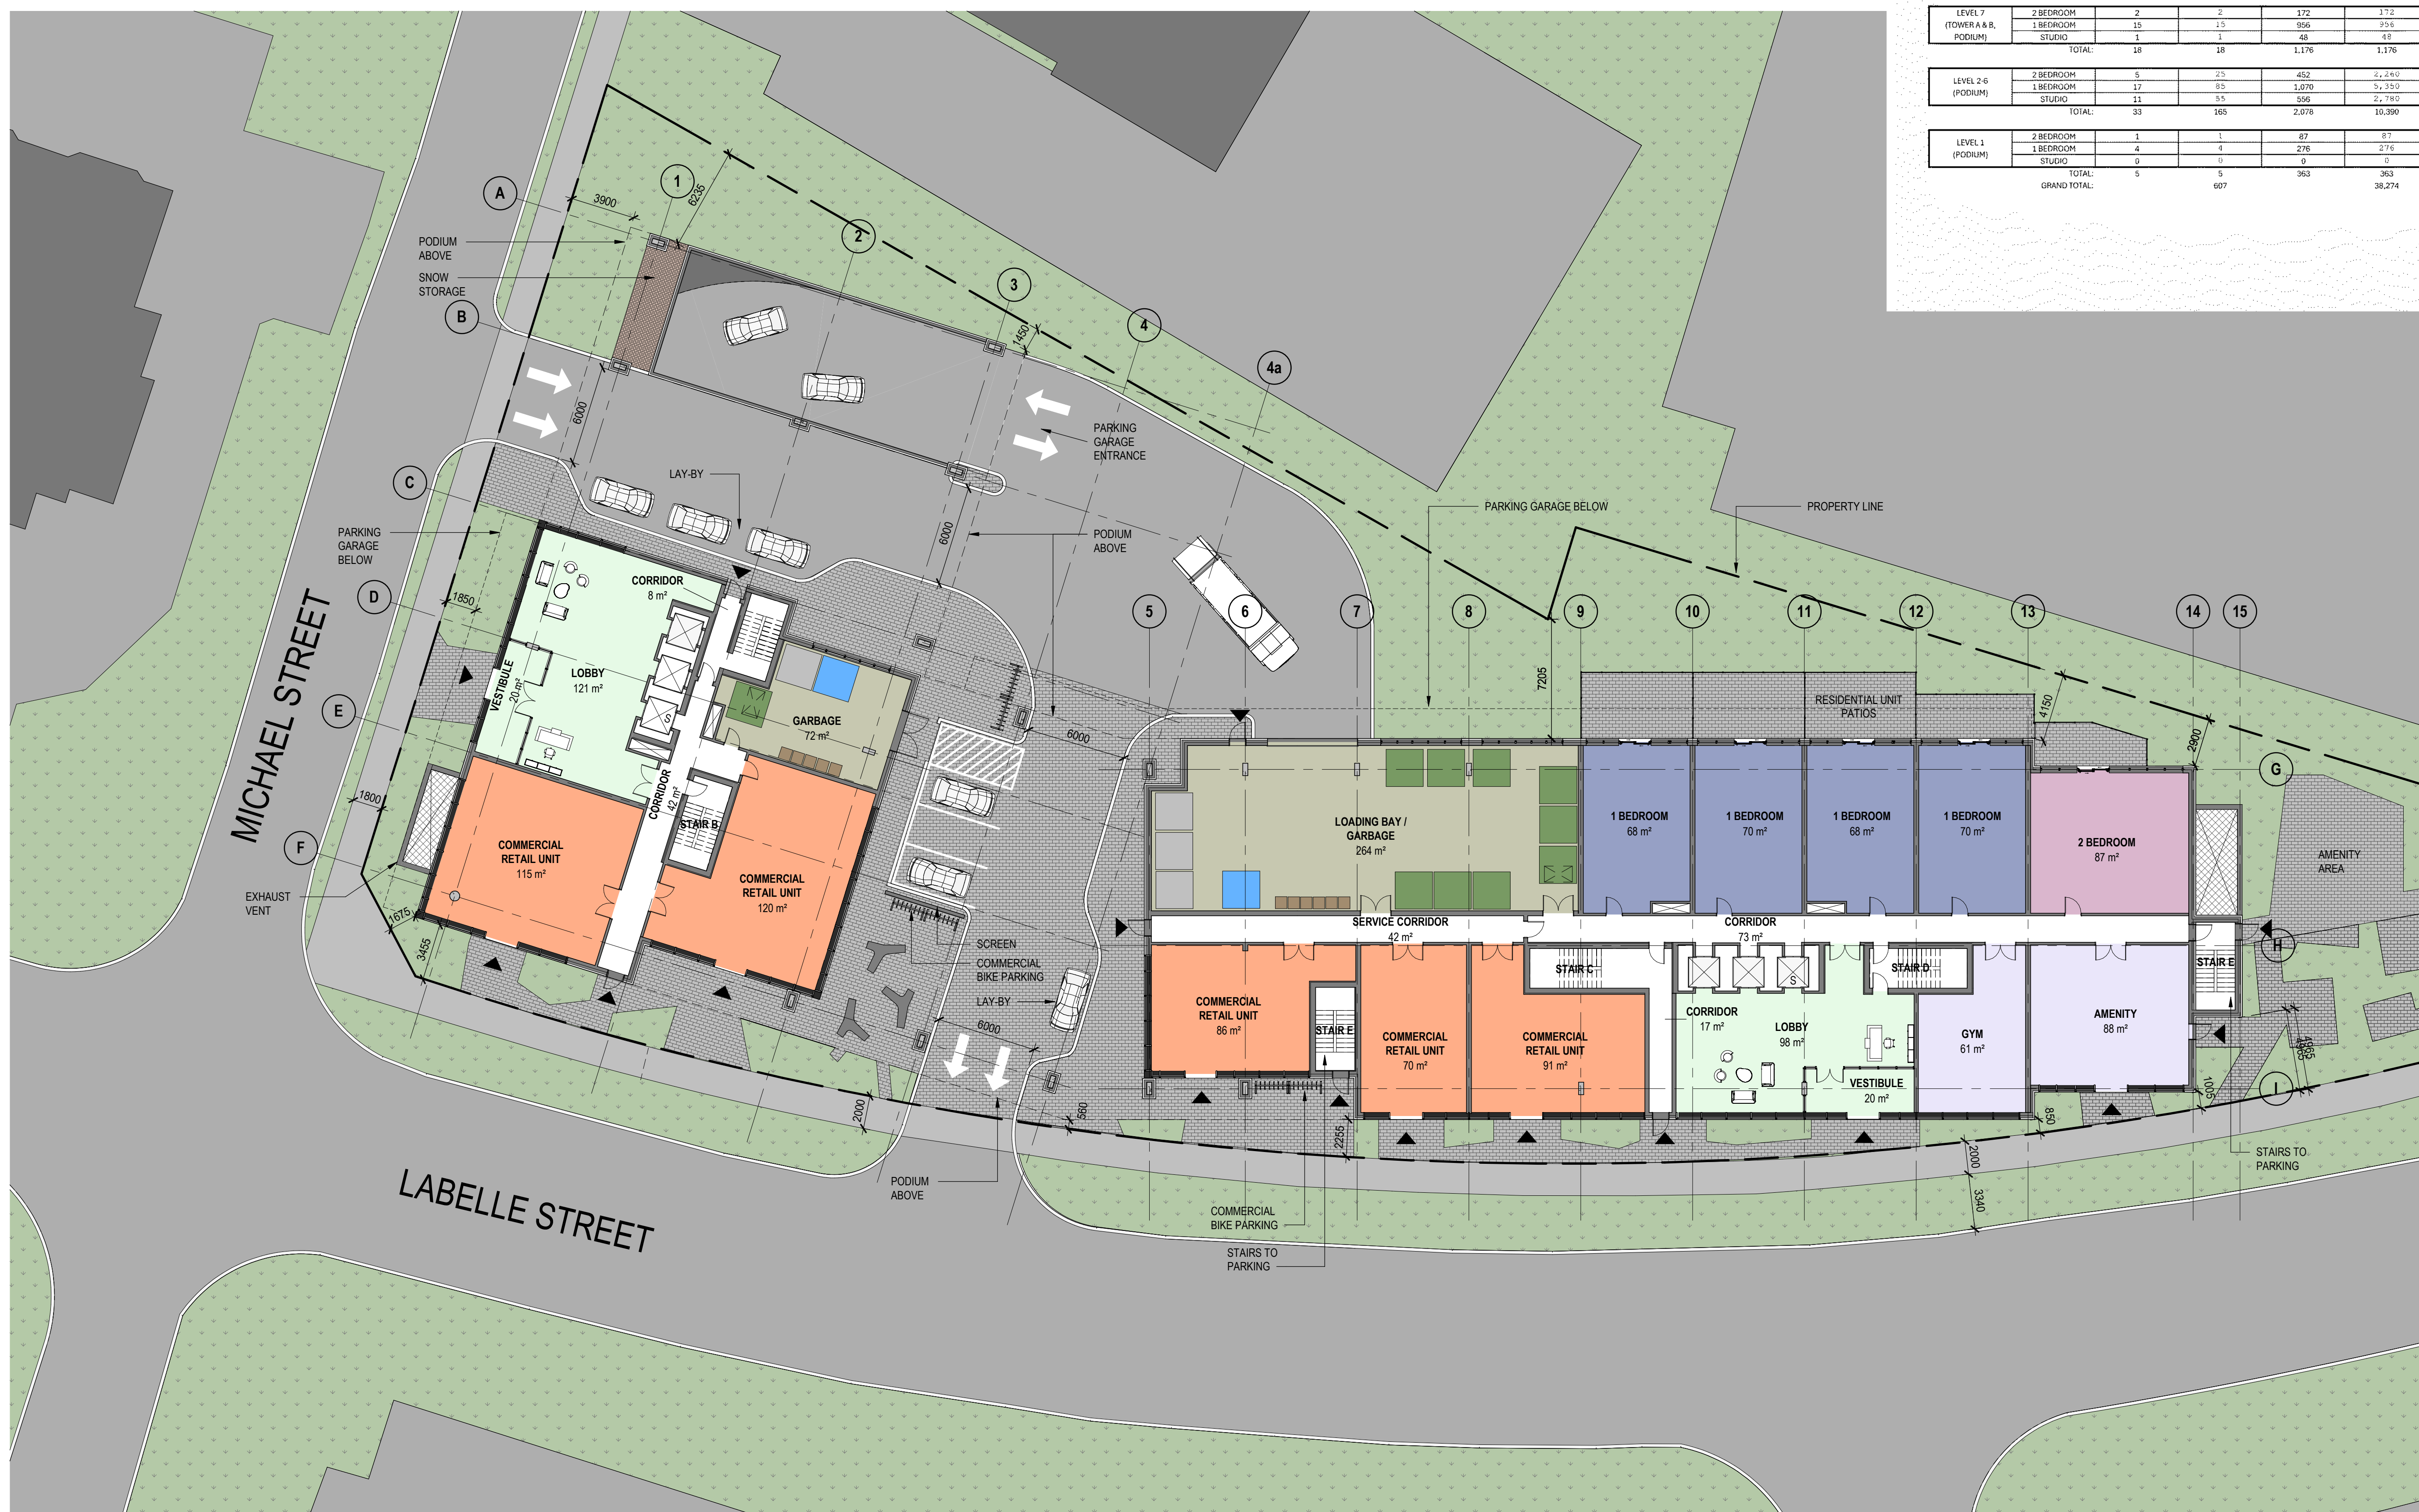 LEVEL 7 2 BEDROOM 2 2 172 172
(TOWER A & B, 1 BEDROOM 15 15 956 956
PODIUM) STUDIO 1 1 48 48
TOTAL: 18 18 1,176 1,176
LEVEL 2-6 2 BEDROOM 5 25 452 2,260
(PODIUM) 1 BEDROOM 17 85 1,070 5,350
STUDIO 11 55 556 2,780
TOTAL: 33 165 2,078 10,390
LEVEL 1 2 BEDROOM 1 1 87 87
(PODIUM) 1 BEDROOM 4 4 276 276
STUDIO 0 0 0 0
TOTAL: 5 5 363 363
GRAND TOTAL: 607 38,274
A
1
3900
6235
2
PODIUM
ABOVE
SNOW
STORAGE
3
B
1450
4
4a
6000
PARKING
GARAGE
ENTRANCE
LAY-BY
C
PARKING GARAGE BELOW
PROPERTY LINE
PARKING
GARAGE
BELOW
6000
PODIUM
ABOVE
CORRIDOR
8 m²
D
1850
5
6
7
8
9
10
11
12
13
14
15
MICHAEL STREET
VESTIBULE
20 m²
LOBBY
121 m²
S
7205
RESIDENTIAL UNIT
PATIOS
4150
2900
E
GARBAGE
72 m²
6000
G
1800
CORRIDOR
42 m²
STAIR B
F
COMMERCIAL
RETAIL UNIT
115 m²
COMMERCIAL
RETAIL UNIT
120 m²
LOADING BAY /
GARBAGE
264 m²
1 BEDROOM
68 m²
1 BEDROOM
70 m²
1 BEDROOM
68 m²
1 BEDROOM
70 m²
2 BEDROOM
87 m²
AMENITY
AREA
EXHAUST
VENT
1675
3455
SCREEN
COMMERCIAL
BIKE PARKING
LAY-BY
6000
SERVICE CORRIDOR
42 m²
CORRIDOR
73 m²
H
STAIR C
S
STAIR D
STAIR E
COMMERCIAL
RETAIL UNIT
86 m²
STAIR E
COMMERCIAL
RETAIL UNIT
70 m²
COMMERCIAL
RETAIL UNIT
91 m²
CORRIDOR
17 m²
LOBBY
98 m²
GYM
61 m²
AMENITY
88 m²
VESTIBULE
20 m²
4965
4965
1005
I
2000
560
2255
850
2000
3340
STAIRS TO
PARKING
PODIUM
ABOVE
COMMERCIAL
BIKE PARKING
STAIRS TO
PARKING
LABELLE STREET